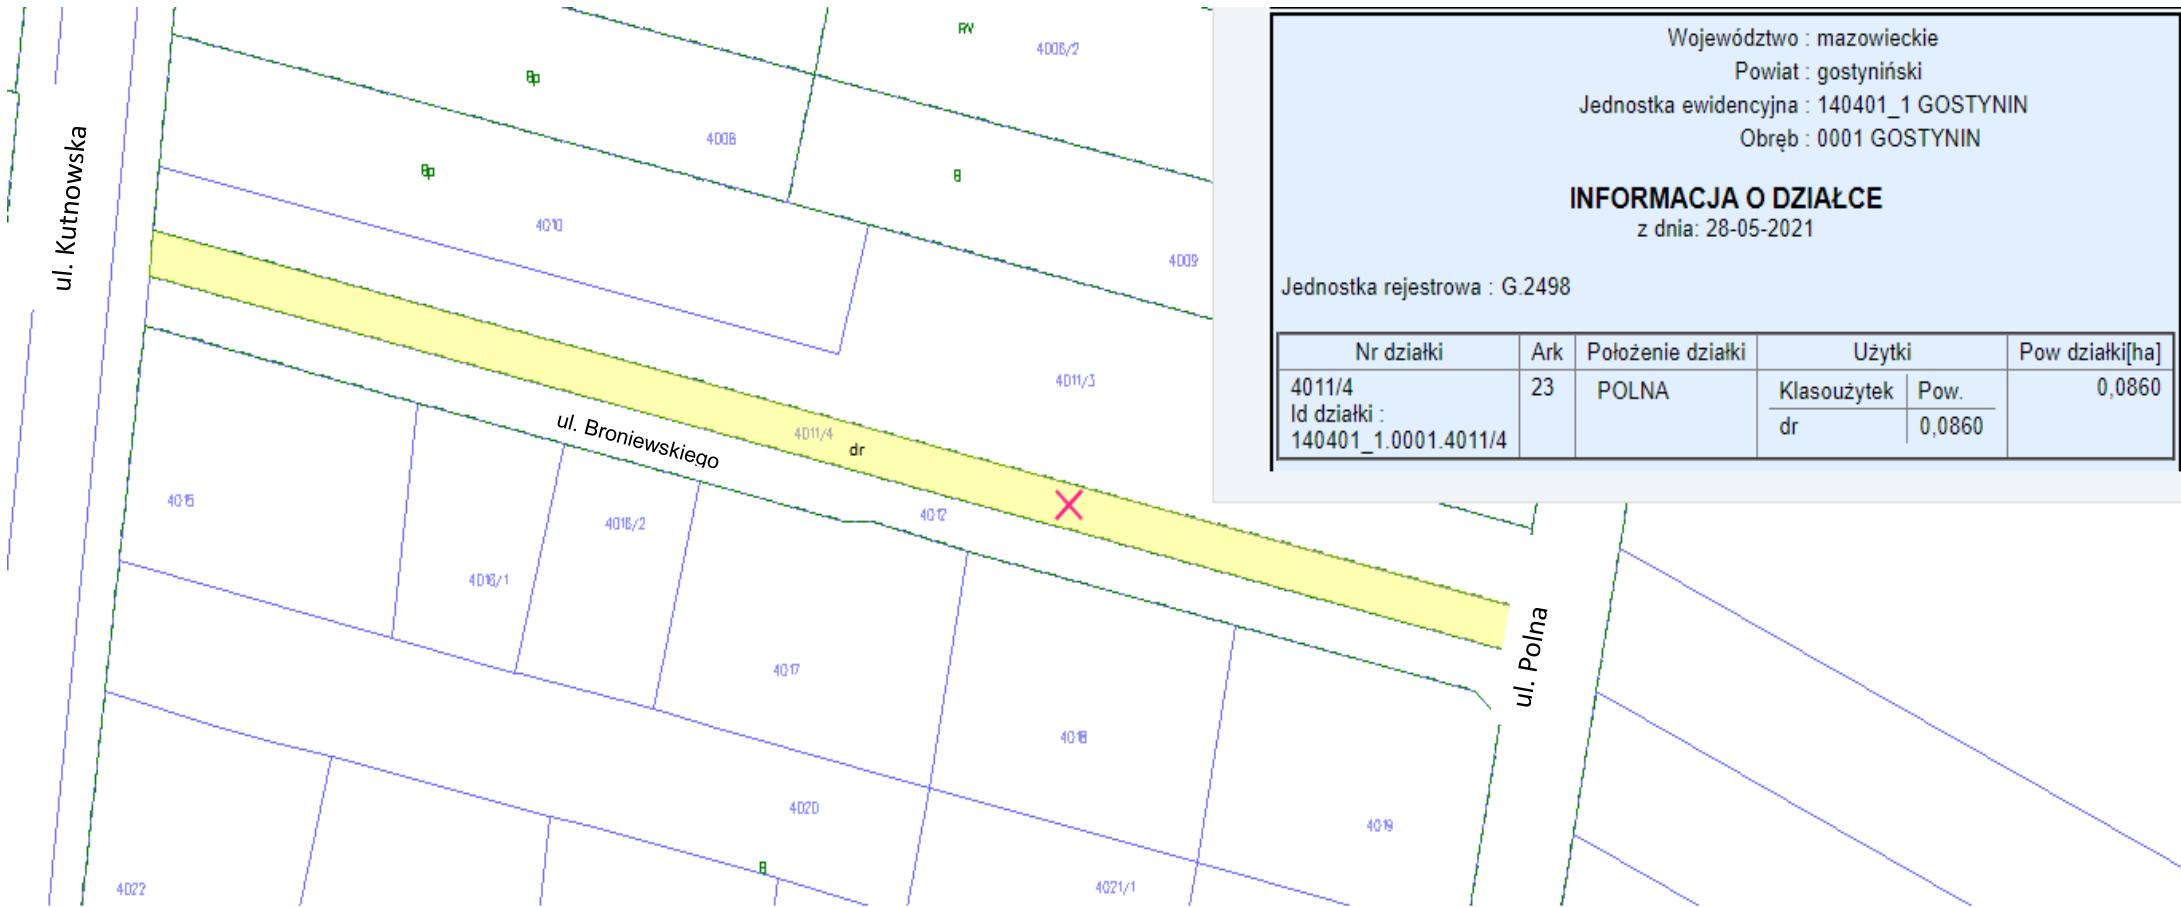 Województwo : mazowieckie
Powiat : gostyniński
Jednostka ewidencyjna : 140401_1 GOSTYNIN
Obręb : 0001 GOSTYNIN
INFORMACJA O DZIAŁCE
z dnia: 28-05-2021
Jednostka rejestrowa : G.2498
Nr działki Ark Położenie działki Użytki Pow działki[ha]
4011/4 23 POLNA Klasoużytek Pow. 0,0860
Id działki :
140401_1.0001.4011/4 dr 0,0860
ul. Kutnowska
RV
4008/2
Bp
4008
Bp
B
4010
4009
4011/3
ul. Broniewskiego
4011/4
dr
4015
4016/2
4012
4016/1
4017
ul. Polna
4018
4020
4019
B
4022
4021/1